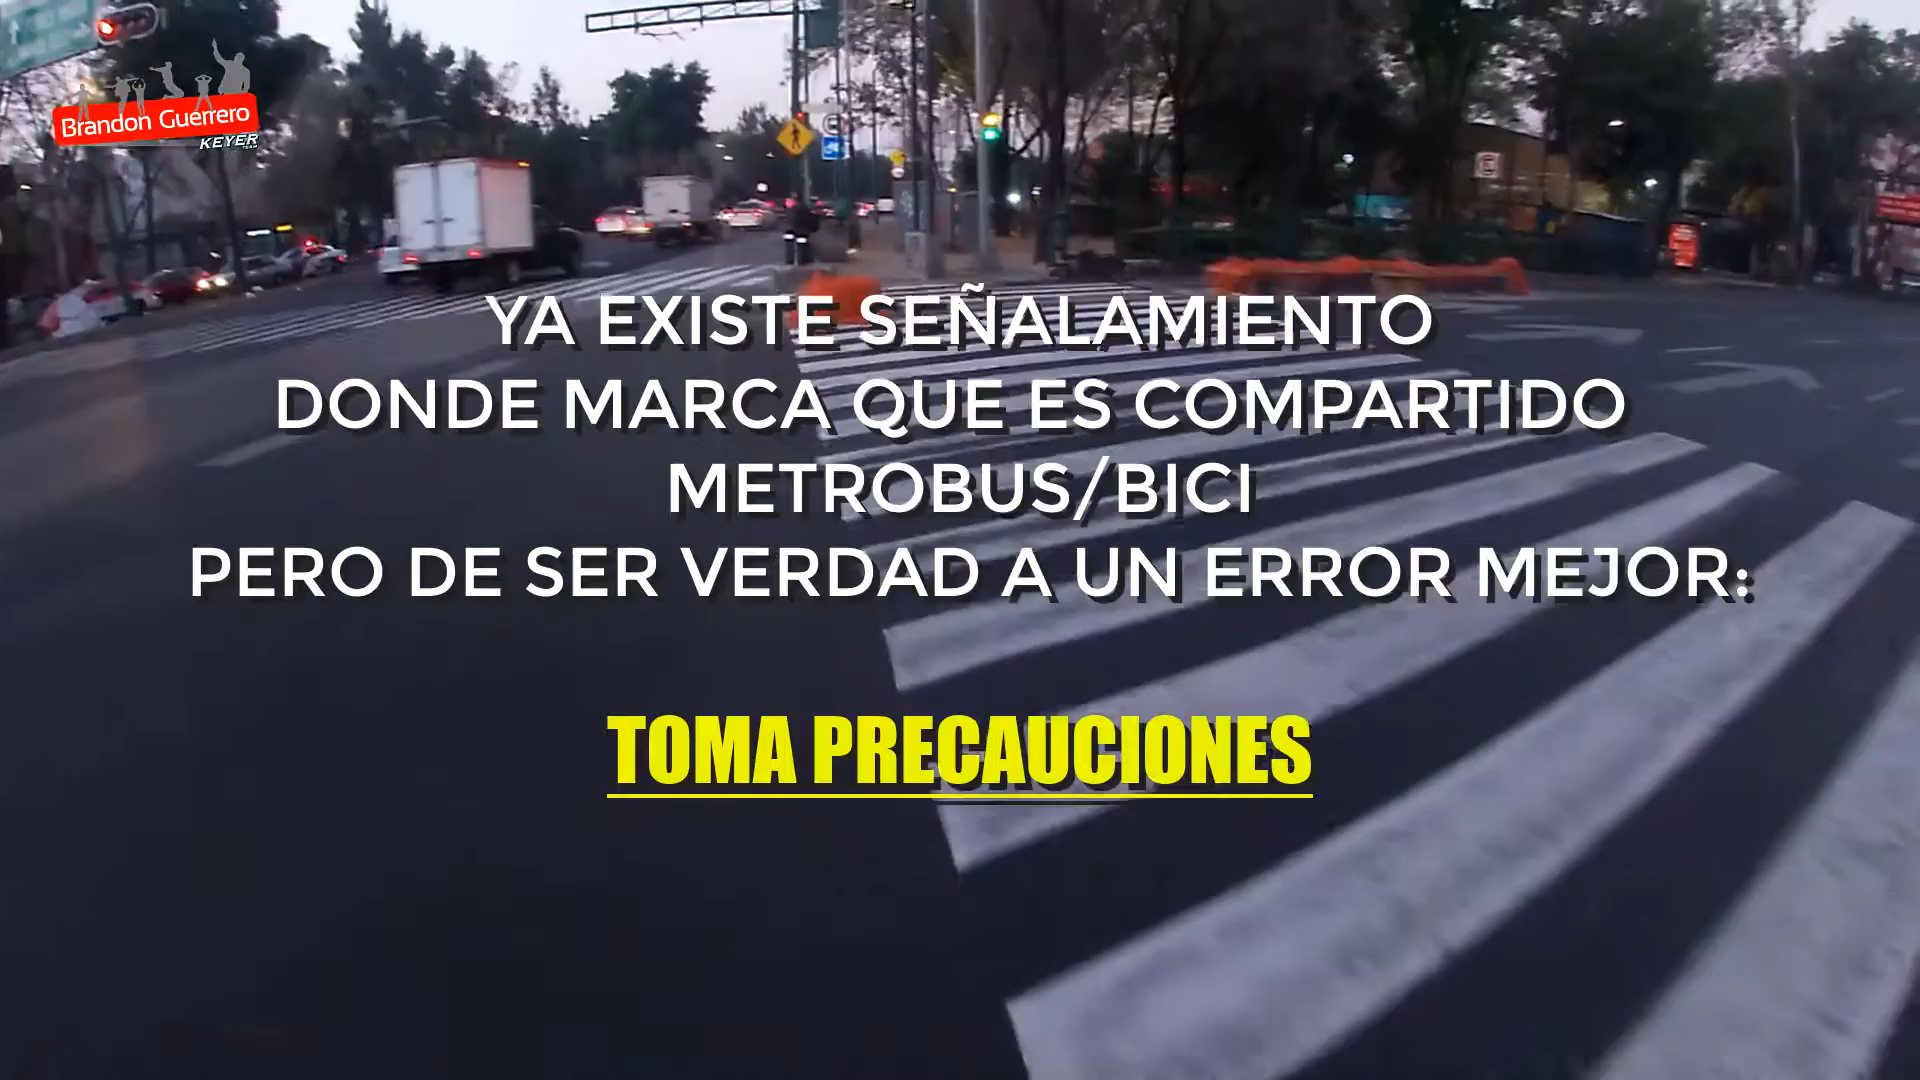 Brandon Guerrero
KEYER
TEAM
YA EXISTE SEÑALAMIENTO
DONDE MARCA QUE ES COMPARTIDO
METROBUS/BICI
PERO DE SER VERDAD A UN ERROR MEJOR:
TOMA PRECAUCIONES